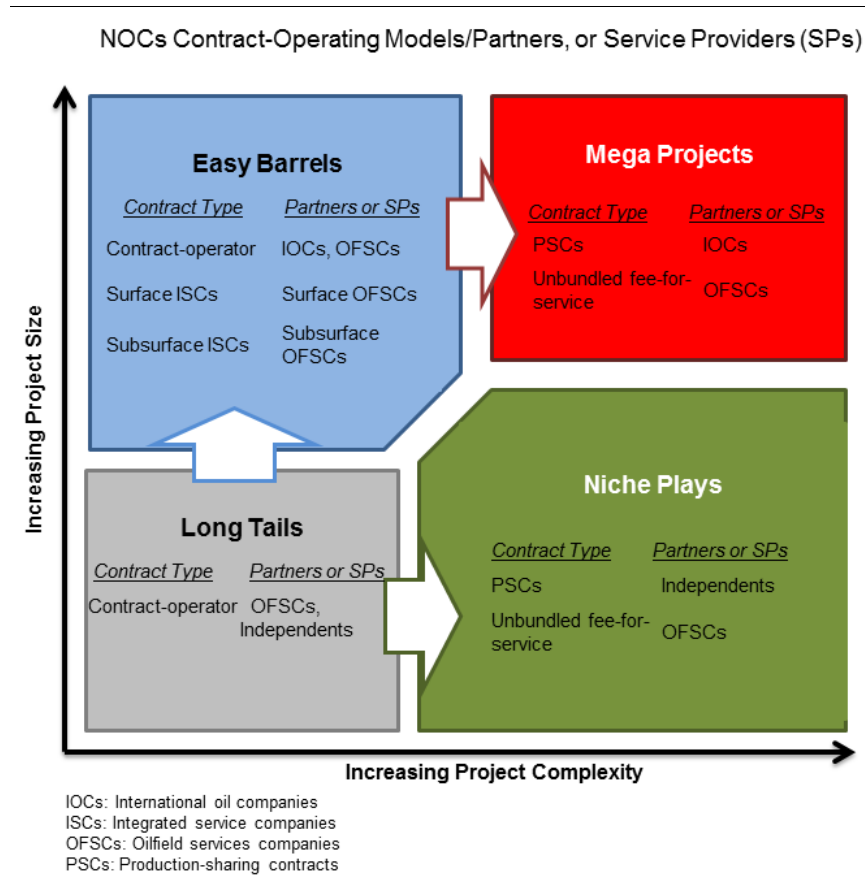 NOCs Contract-Operating Models/Partners, or Service Providers (SPs)
Increasing Project Size
Easy Barrels
Contract Type Partners or SPs
Contract-operator IOCs, OFSCs
Surface ISCs Surface OFSCs
Subsurface ISCs Subsurface
OFSCs
Mega Projects
Contract Type Partners or SPs
PSCs IOCs
Unbundled fee-for-
service OFSCs
Long Tails
Contract Type Partners or SPs
Contract-operator OFSCs,
Independents
Niche Plays
Contract Type Partners or SPs
PSCs Independents
Unbundled fee-for-
service OFSCs
Increasing Project Complexity
IOCs: International oil companies
ISCs: Integrated service companies
OFSCs: Oilfield services companies
PSCs: Production-sharing contracts